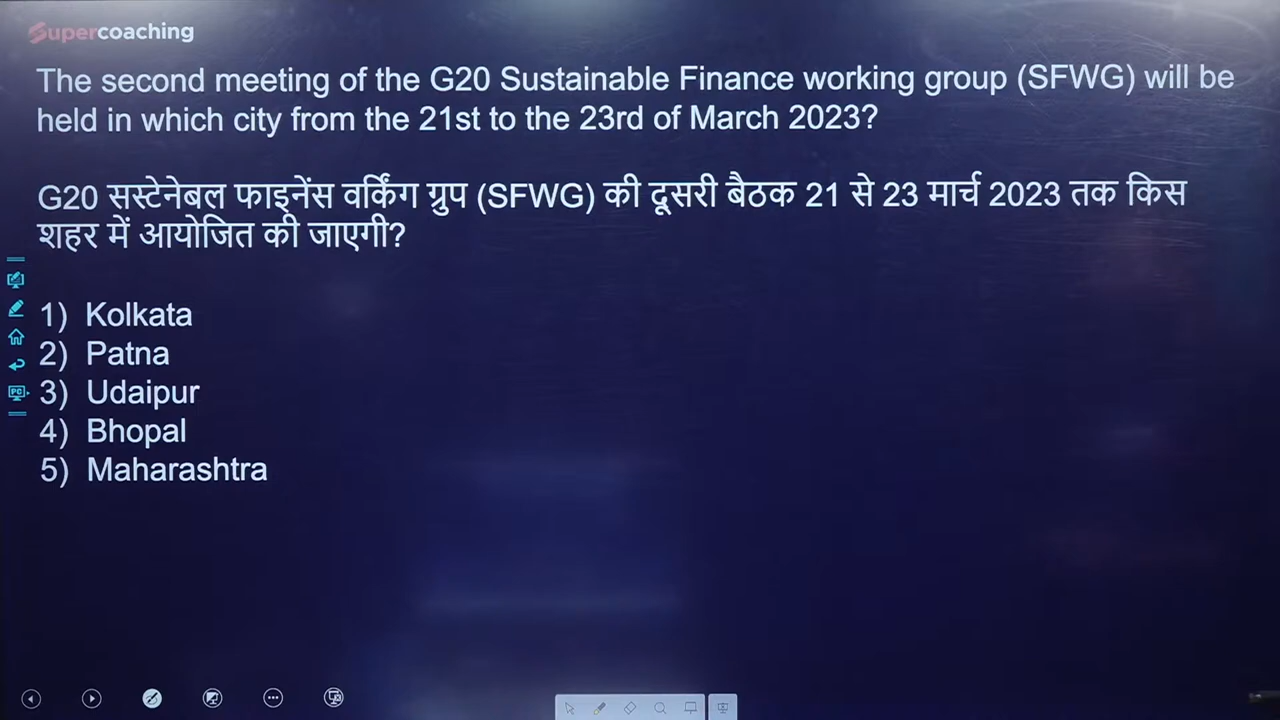 Supercoaching
The second meeting of the G20 Sustainable Finance working group (SFWG) will be
held in which city from the 21st to the 23rd of March 2023?
G20 सस्टेनेबल फाइनेंस वर्किंग ग्रुप (SFWG) की दूसरी बैठक 21 से 23 मार्च 2023 तक किस
शहर में आयोजित की जाएगी?
1) Kolkata
2) Patna
3) Udaipur
4) Bhopal
5) Maharashtra
PC